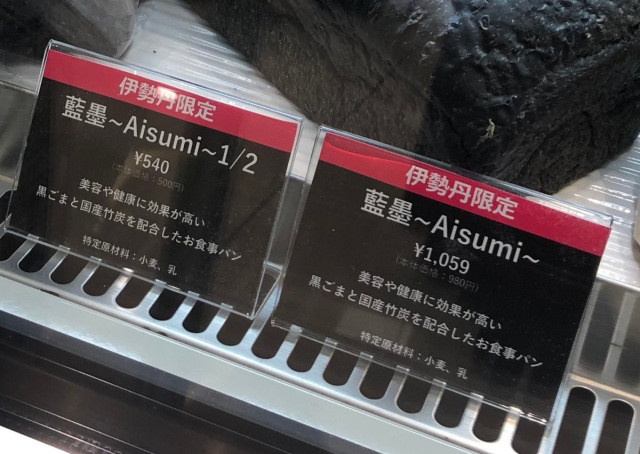 伊勢丹限定
藍墨~Aisumi~1/2
¥540
(本体価格:500円)
美容や健康に効果が高い
黒ごまと国産竹炭を配合したお食事パン
特定原材料:小麦、乳
伊勢丹限定
藍墨~Aisumi~
¥1,059
(本体価格:980円)
美容や健康に効果が高い
黒ごまと国産竹炭を配合したお食事パン
特定原材料:小麦、乳